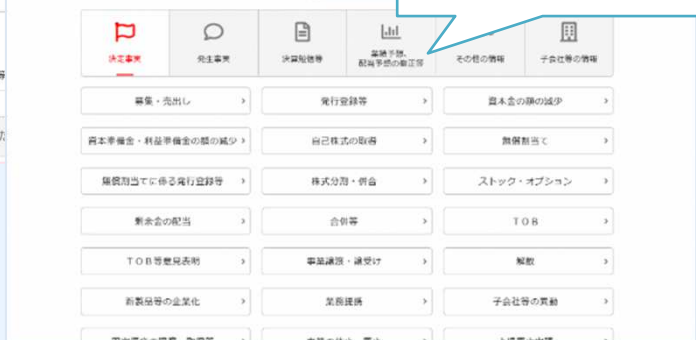 決定事実
発生事実
決算短信等
業績予想、
配当予想の修正等
その他の情報
子会社等の情報
募集・売出し
発行登録等
資本金の額の減少
資本準備金・利益準備金の額の減少
自己株式の取得
無償割当て
無償割当てに係る発行登録等
株式分割・併合
ストック・オプション
剰余金の配当
合併等
TOB
TOB等意見表明
事業譲渡・譲受け
解散
新製品等の企業化
業務提携
子会社等の異動